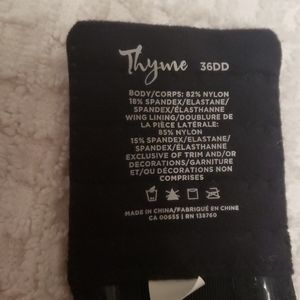 Thyme 36DD
BODY/CORPS: 82% NYLON
18% SPANDEX/ELASTANE/
SPANDEX/ÉLASTHANNE
WING LINING/DOUBLURE DE
LA PIÈCE LATÉRALE:
85% NYLON
15% SPANDEX/ELASTANE/
SPANDEX/ÉLASTHANNE
EXCLUSIVE OF TRIM AND/OR
DECORATIONS/GARNITURE
ET/OU DÉCORATIONS NON
COMPRISES
MADE IN CHINA/FABRIQUÉ EN CHINE
CA 00655 | RN 135760